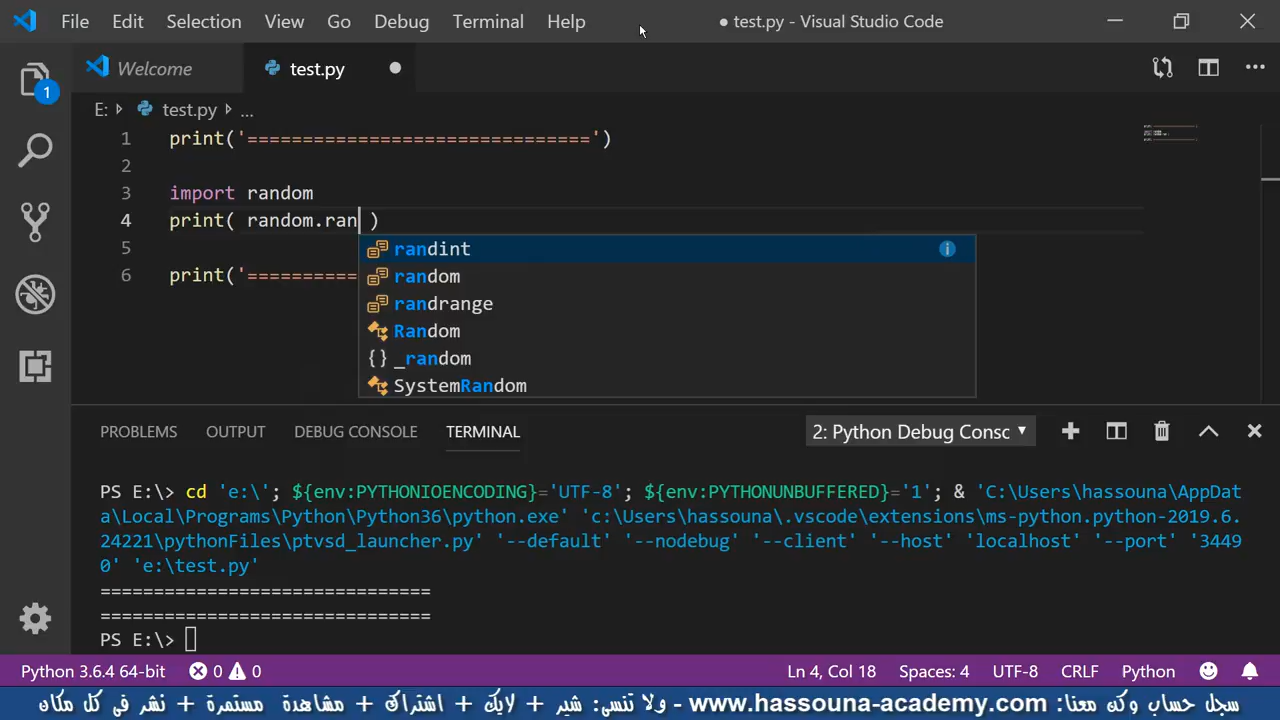 File Edit Selection View Go Debug Terminal Help ● test.py - Visual Studio Code
Welcome test.py
E: test.py ...
1 print('==============================')
2
3 import random
4 print( random.ran )
5
6 print('==========
randint
random
randrange
Random
{} _random
SystemRandom
1
PROBLEMS OUTPUT DEBUG CONSOLE TERMINAL 2: Python Debug Consc
PS E:\> cd 'e:\'; ${env:PYTHONIOENCODING}='UTF-8'; ${env:PYTHONUNBUFFERED}='1'; & 'C:\Users\hassouna\AppDat
a\Local\Programs\Python\Python36\python.exe' 'c:\Users\hassouna\.vscode\extensions\ms-python.python-2019.6.
24221\pythonFiles\ptvsd_launcher.py' '--default' '--nodebug' '--client' '--host' 'localhost' '--port' '3449
0' 'e:\test.py'
==============================
==============================
PS E:\>
Python 3.6.4 64-bit 0 0 Ln 4, Col 18 Spaces: 4 UTF-8 CRLF Python
سجل حساب وكن معنا: www.hassouna-academy.com - ولا تنسى: شير + لايك + اشتراك + مشاهدة مستمرة + نشر في كل مكان